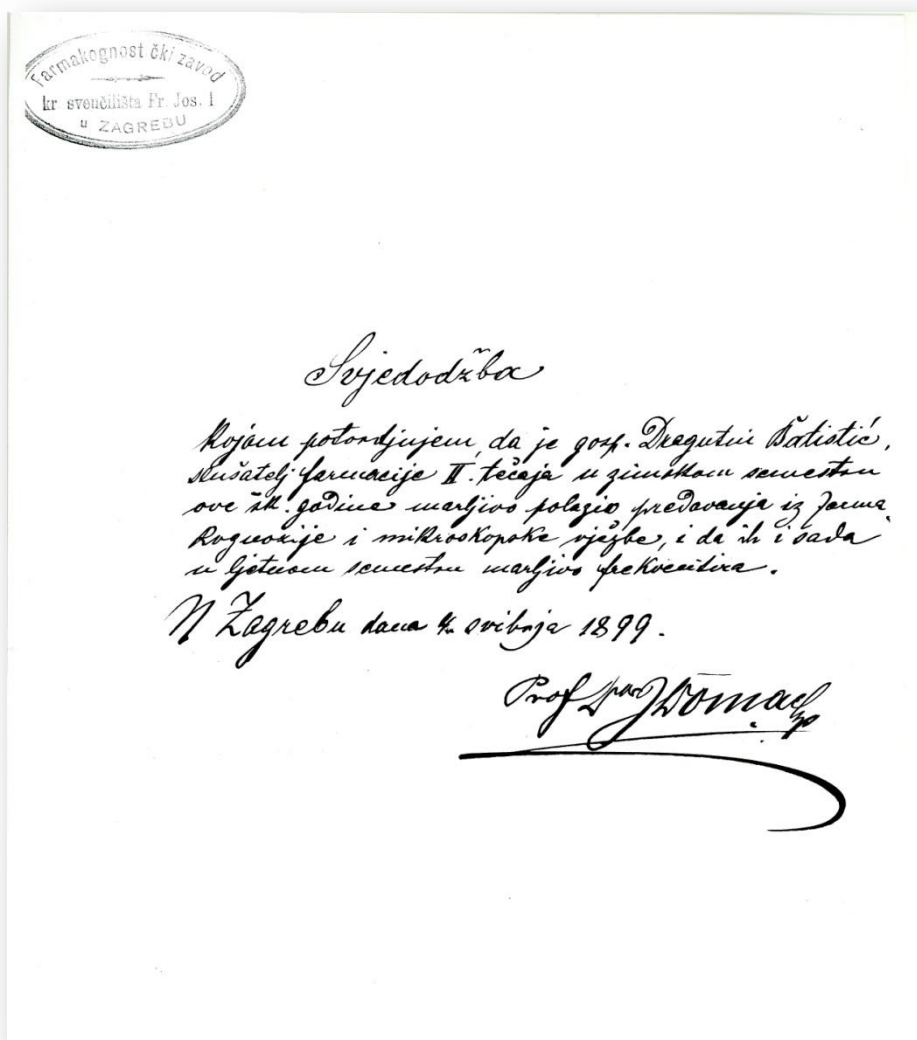 Farmakognostčki zavod
kr sveučilišta Fr. Jos. I
u ZAGREBU
Svjedodžba
kojom potvrdjujem, da je gosp. Dragutin Batistić,
slušatelj farmacije II. tečaja u zimskom semestru
ove šk. godine marljivo polazio predavanja iz farma
kognozije i mikroskopske vježbe, i da ih i sada
u ljetnom semestru marljivo frekventira.
U Zagrebu dana svibnja 1899.
Prof Dr J Domac